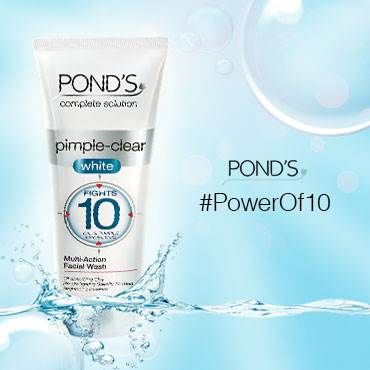 POND'S
complete solution
pimple-clear
white
FIGHTS
10
Multi-Action
Facial Wash
POND'S
#PowerOf10